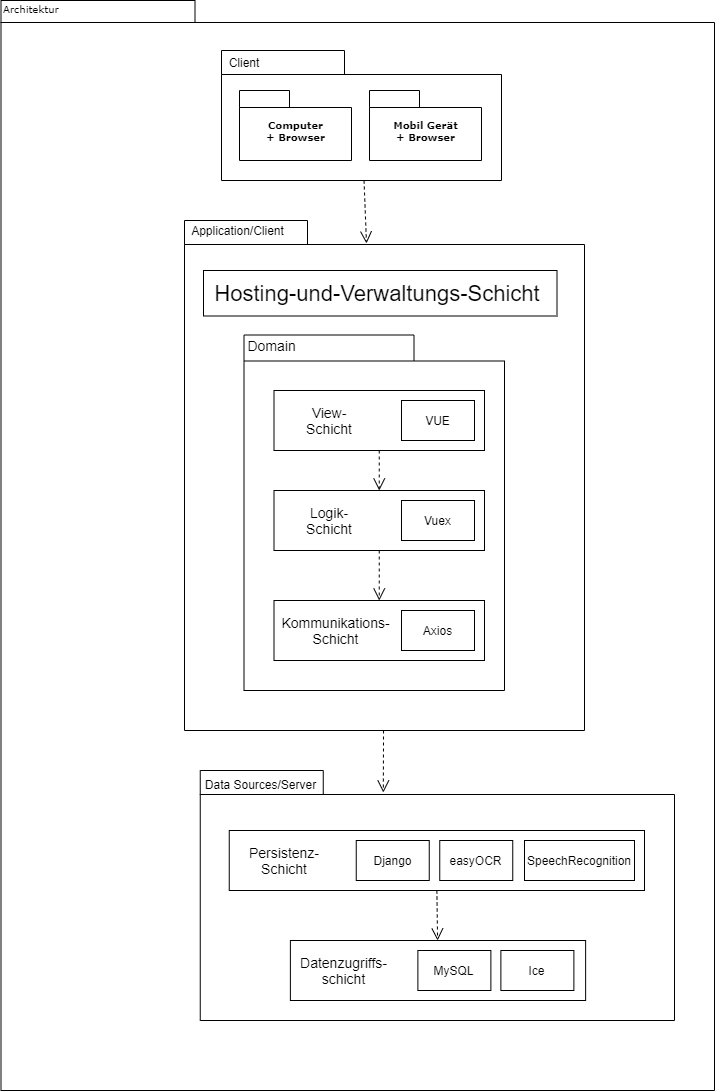 Architektur
Client
Computer
+ Browser
Mobil Gerät
+ Browser
Application/Client
Hosting-und-Verwaltungs-Schicht
Domain
View-
Schicht
VUE
Logik-
Schicht
Vuex
Kommunikations-
Schicht
Axios
Data Sources/Server
Persistenz-
Schicht
Django
easyOCR
SpeechRecognition
Datenzugriffs-
schicht
MySQL
Ice